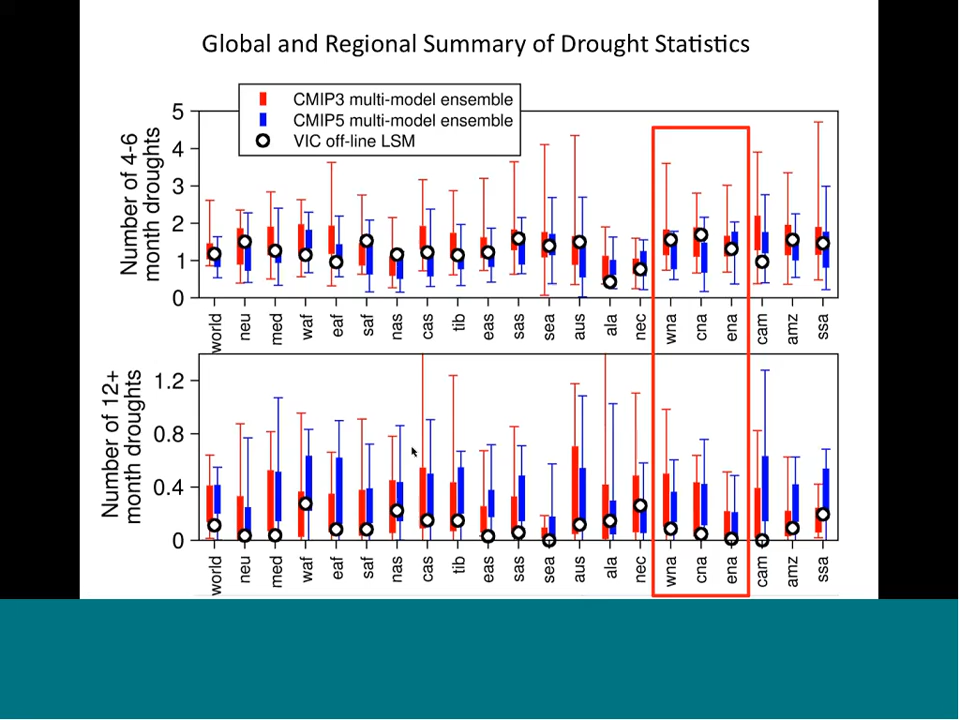 Global and Regional Summary of Drought Statistics
CMIP3 multi-model ensemble
CMIP5 multi-model ensemble
VIC off-line LSM
Number of 4-6
month droughts
5
4
3
2
1
0
world neu med waf eaf saf nas cas tib eas sas sea aus ala nec wna cna ena cam amz ssa
Number of 12+
month droughts
1.2
0.8
0.4
0
world neu med waf eaf saf nas cas tib eas sas sea aus ala nec wna cna ena cam amz ssa